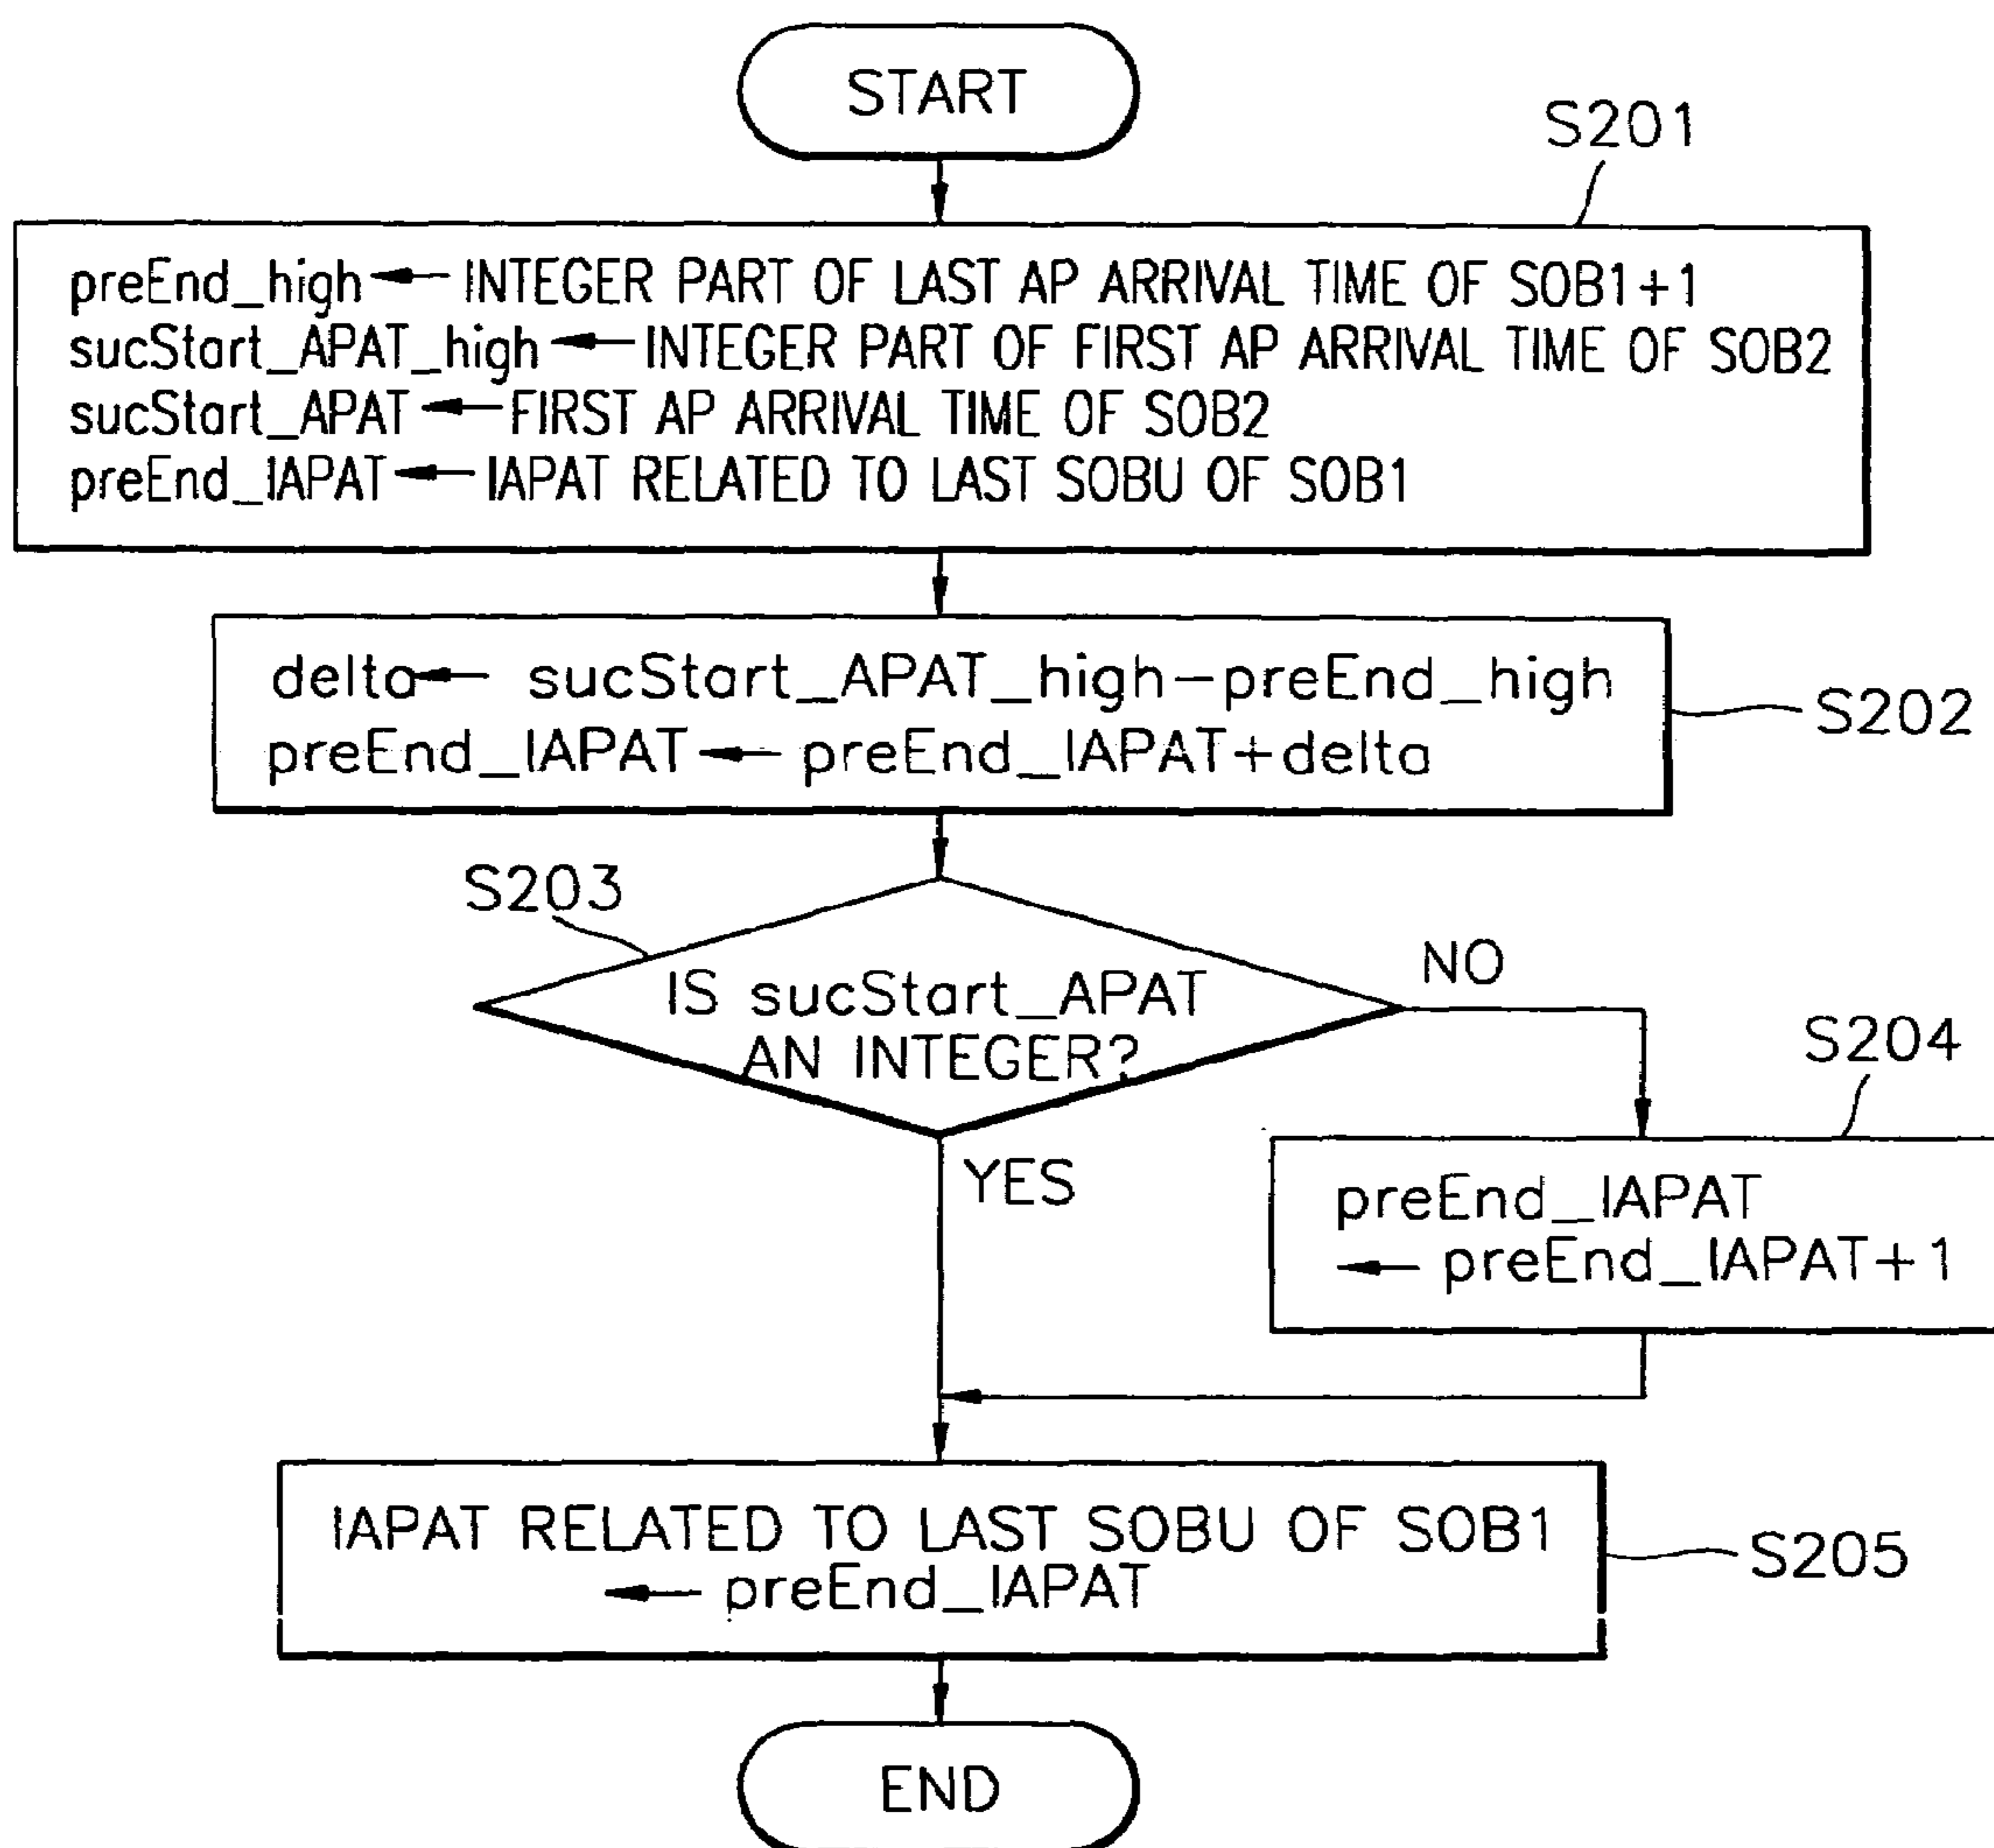 START
S201
preEnd_high ← INTEGER PART OF LAST AP ARRIVAL TIME OF SOB1+1
sucStart_APAT_high ← INTEGER PART OF FIRST AP ARRIVAL TIME OF SOB2
sucStart_APAT ← FIRST AP ARRIVAL TIME OF SOB2
preEnd_IAPAT ← IAPAT RELATED TO LAST SOBU OF SOB1
delta ← sucStart_APAT_high-preEnd_high
preEnd_IAPAT ← preEnd_IAPAT+delta
S202
S203
IS sucStart_APAT
AN INTEGER?
NO
YES
S204
preEnd_IAPAT
← preEnd_IAPAT+1
IAPAT RELATED TO LAST SOBU OF SOB1
← preEnd_IAPAT
S205
END